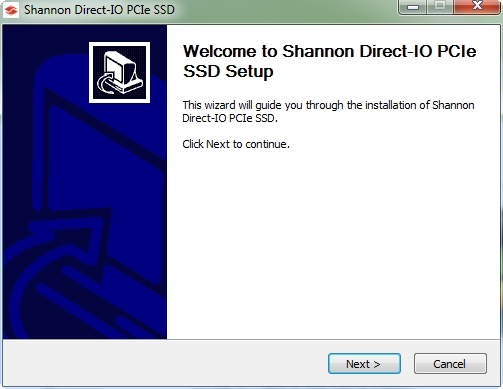 Shannon Direct-IO PCIe SSD
Welcome to Shannon Direct-IO PCIe
SSD Setup
This wizard will guide you through the installation of Shannon
Direct-IO PCIe SSD.
Click Next to continue.
Next >
Cancel